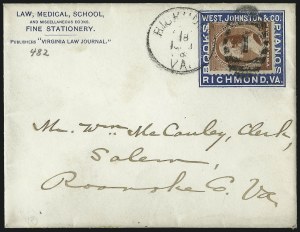 LAW, MEDICAL, SCHOOL,
AND MISCELLANEOUS BOOKS.
FINE STATIONERY.
Publishers "VIRGINIA LAW JOURNAL."
482
RICHMOND
18
VA.
WEST, JOHNSTON & CO.
BOOKS
PIANOS
RICHMOND, VA.
Mr. Wm McCauley, Clerk,
Salem,
Roanoke Co. Va